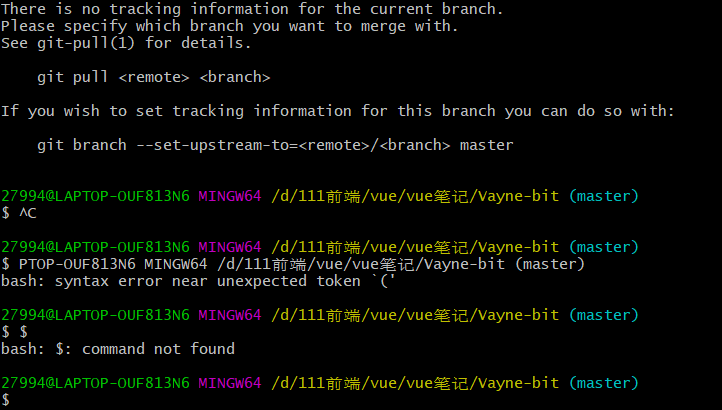 There is no tracking information for the current branch.
Please specify which branch you want to merge with.
See git-pull(1) for details.
git pull <remote> <branch>
If you wish to set tracking information for this branch you can do so with:
git branch --set-upstream-to=<remote>/<branch> master
27994@LAPTOP-OUF813N6 MINGW64 /d/111前端/vue/vue笔记/Vayne-bit (master)
$ ^C
27994@LAPTOP-OUF813N6 MINGW64 /d/111前端/vue/vue笔记/Vayne-bit (master)
$ PTOP-OUF813N6 MINGW64 /d/111前端/vue/vue笔记/Vayne-bit (master)
bash: syntax error near unexpected token `('
27994@LAPTOP-OUF813N6 MINGW64 /d/111前端/vue/vue笔记/Vayne-bit (master)
$ $
bash: $: command not found
27994@LAPTOP-OUF813N6 MINGW64 /d/111前端/vue/vue笔记/Vayne-bit (master)
$